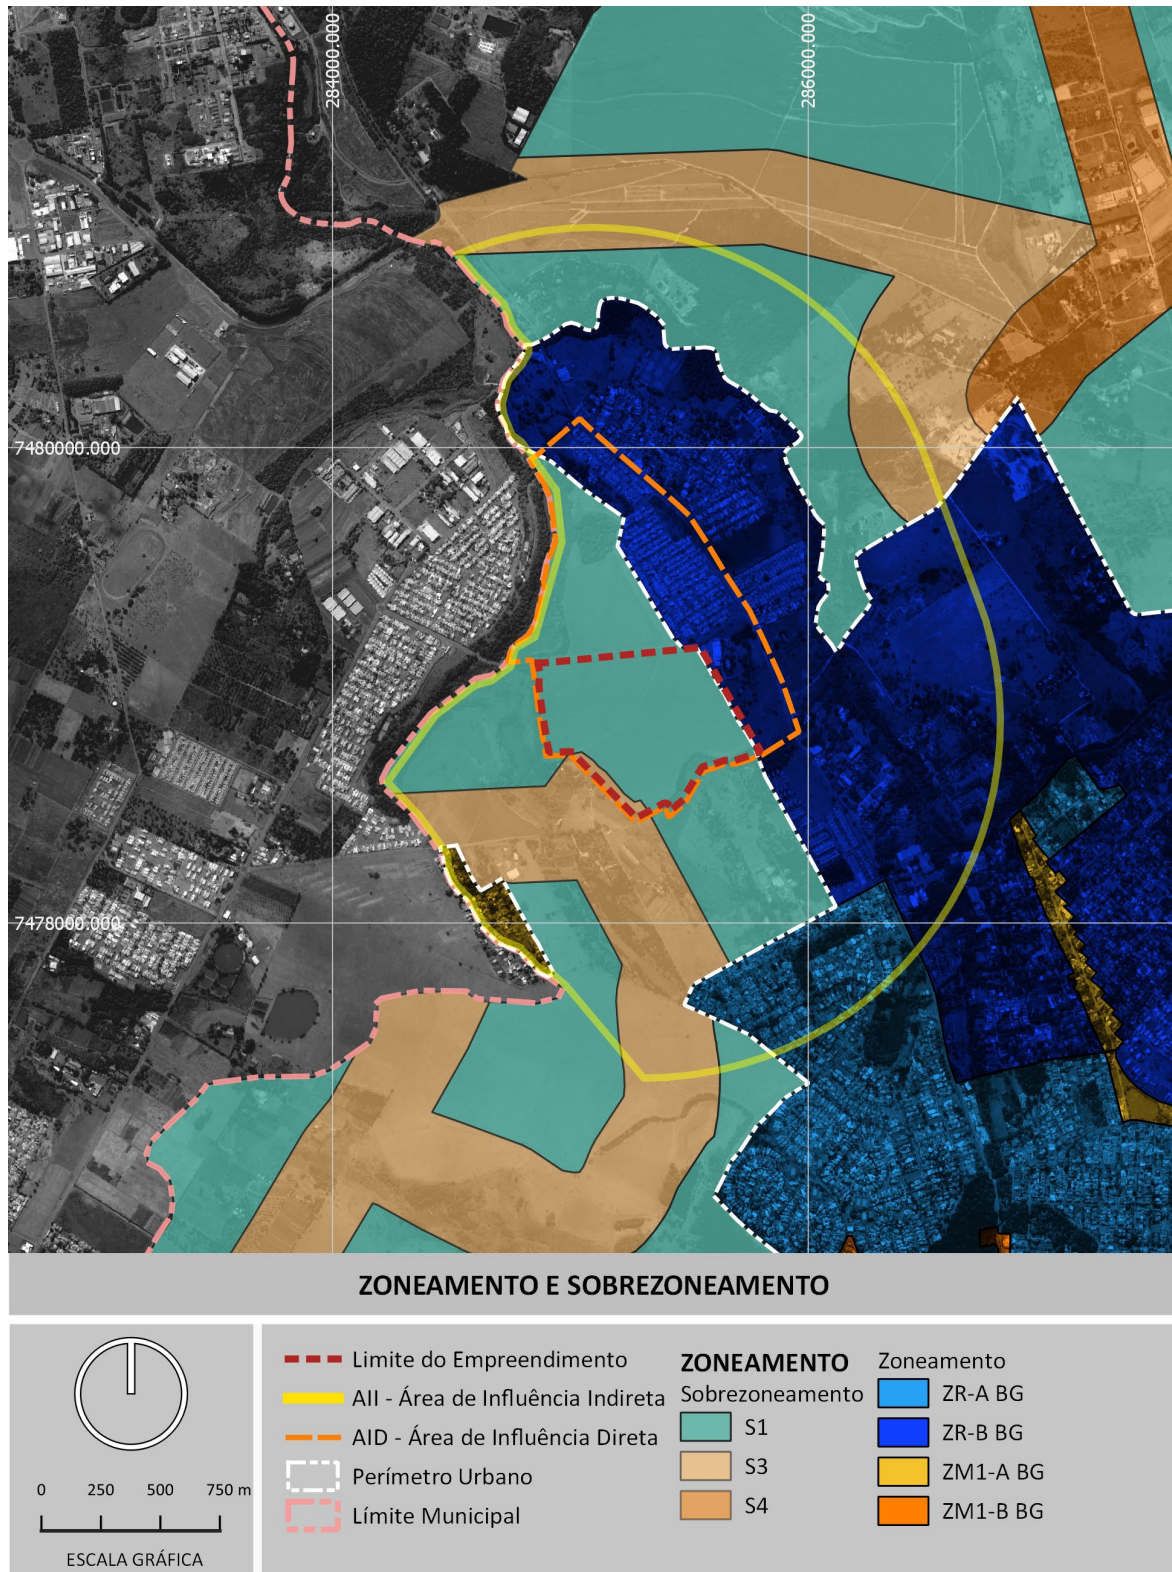 284000.000
286000.000
7480000.000
7478000.000
ZONEAMENTO E SOBREZONEAMENTO
0 250 500 750 m
ESCALA GRÁFICA
Limite do Empreendimento
AII - Área de Influência Indireta
AID - Área de Influência Direta
Perímetro Urbano
Límite Municipal
ZONEAMENTO
Sobrezoneamento
S1
S3
S4
Zoneamento
ZR-A BG
ZR-B BG
ZM1-A BG
ZM1-B BG